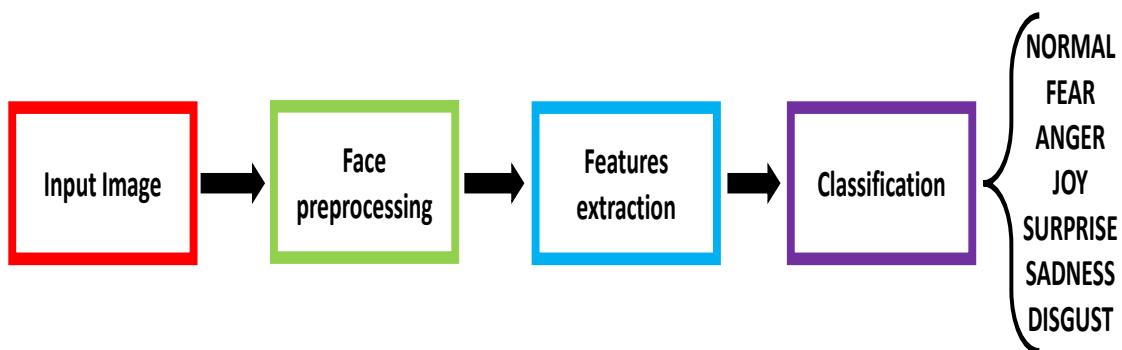 Input Image
Face
preprocessing
Features
extraction
Classification
NORMAL
FEAR
ANGER
JOY
SURPRISE
SADNESS
DISGUST